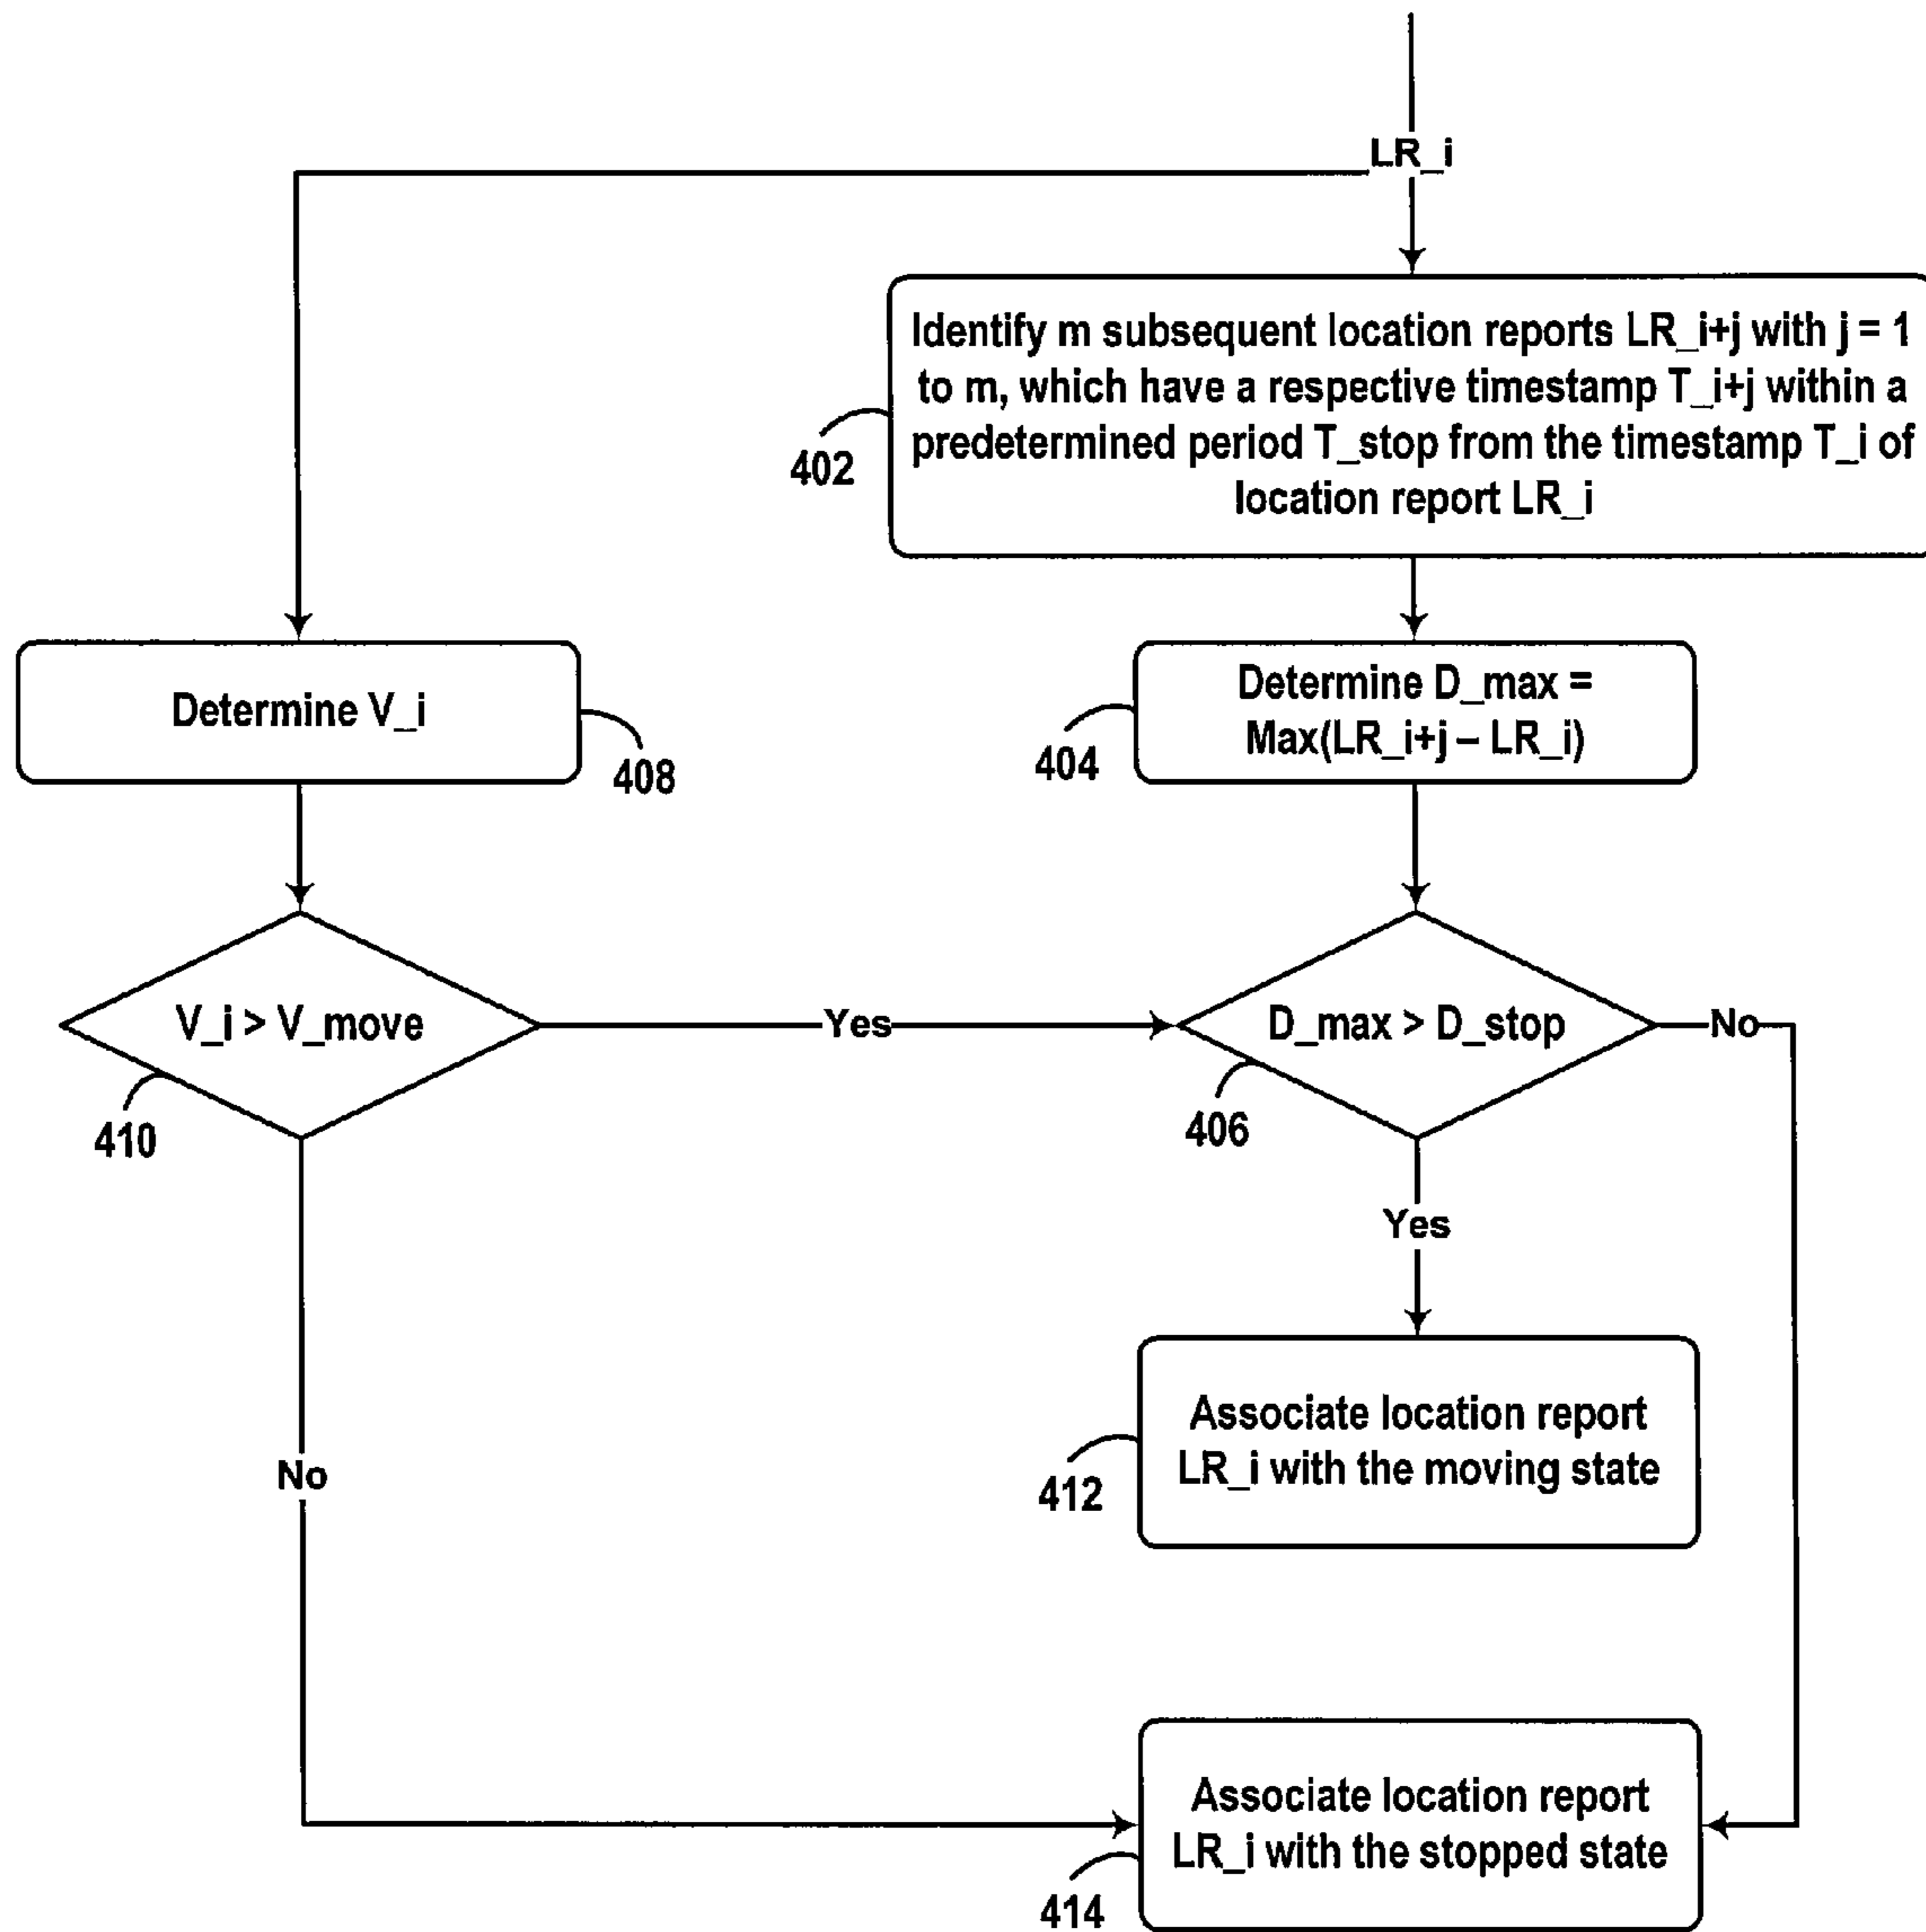 LR_i
Identify m subsequent location reports LR_i+j with j = 1
to m, which have a respective timestamp T_i+j within a
predetermined period T_stop from the timestamp T_i of
location report LR_i
402
Determine V_i
408
Determine D_max =
Max(LR_i+j – LR_i)
404
V_i > V_move
410
Yes
D_max > D_stop
406
No
Yes
No
Associate location report
LR_i with the moving state
412
Associate location report
LR_i with the stopped state
414